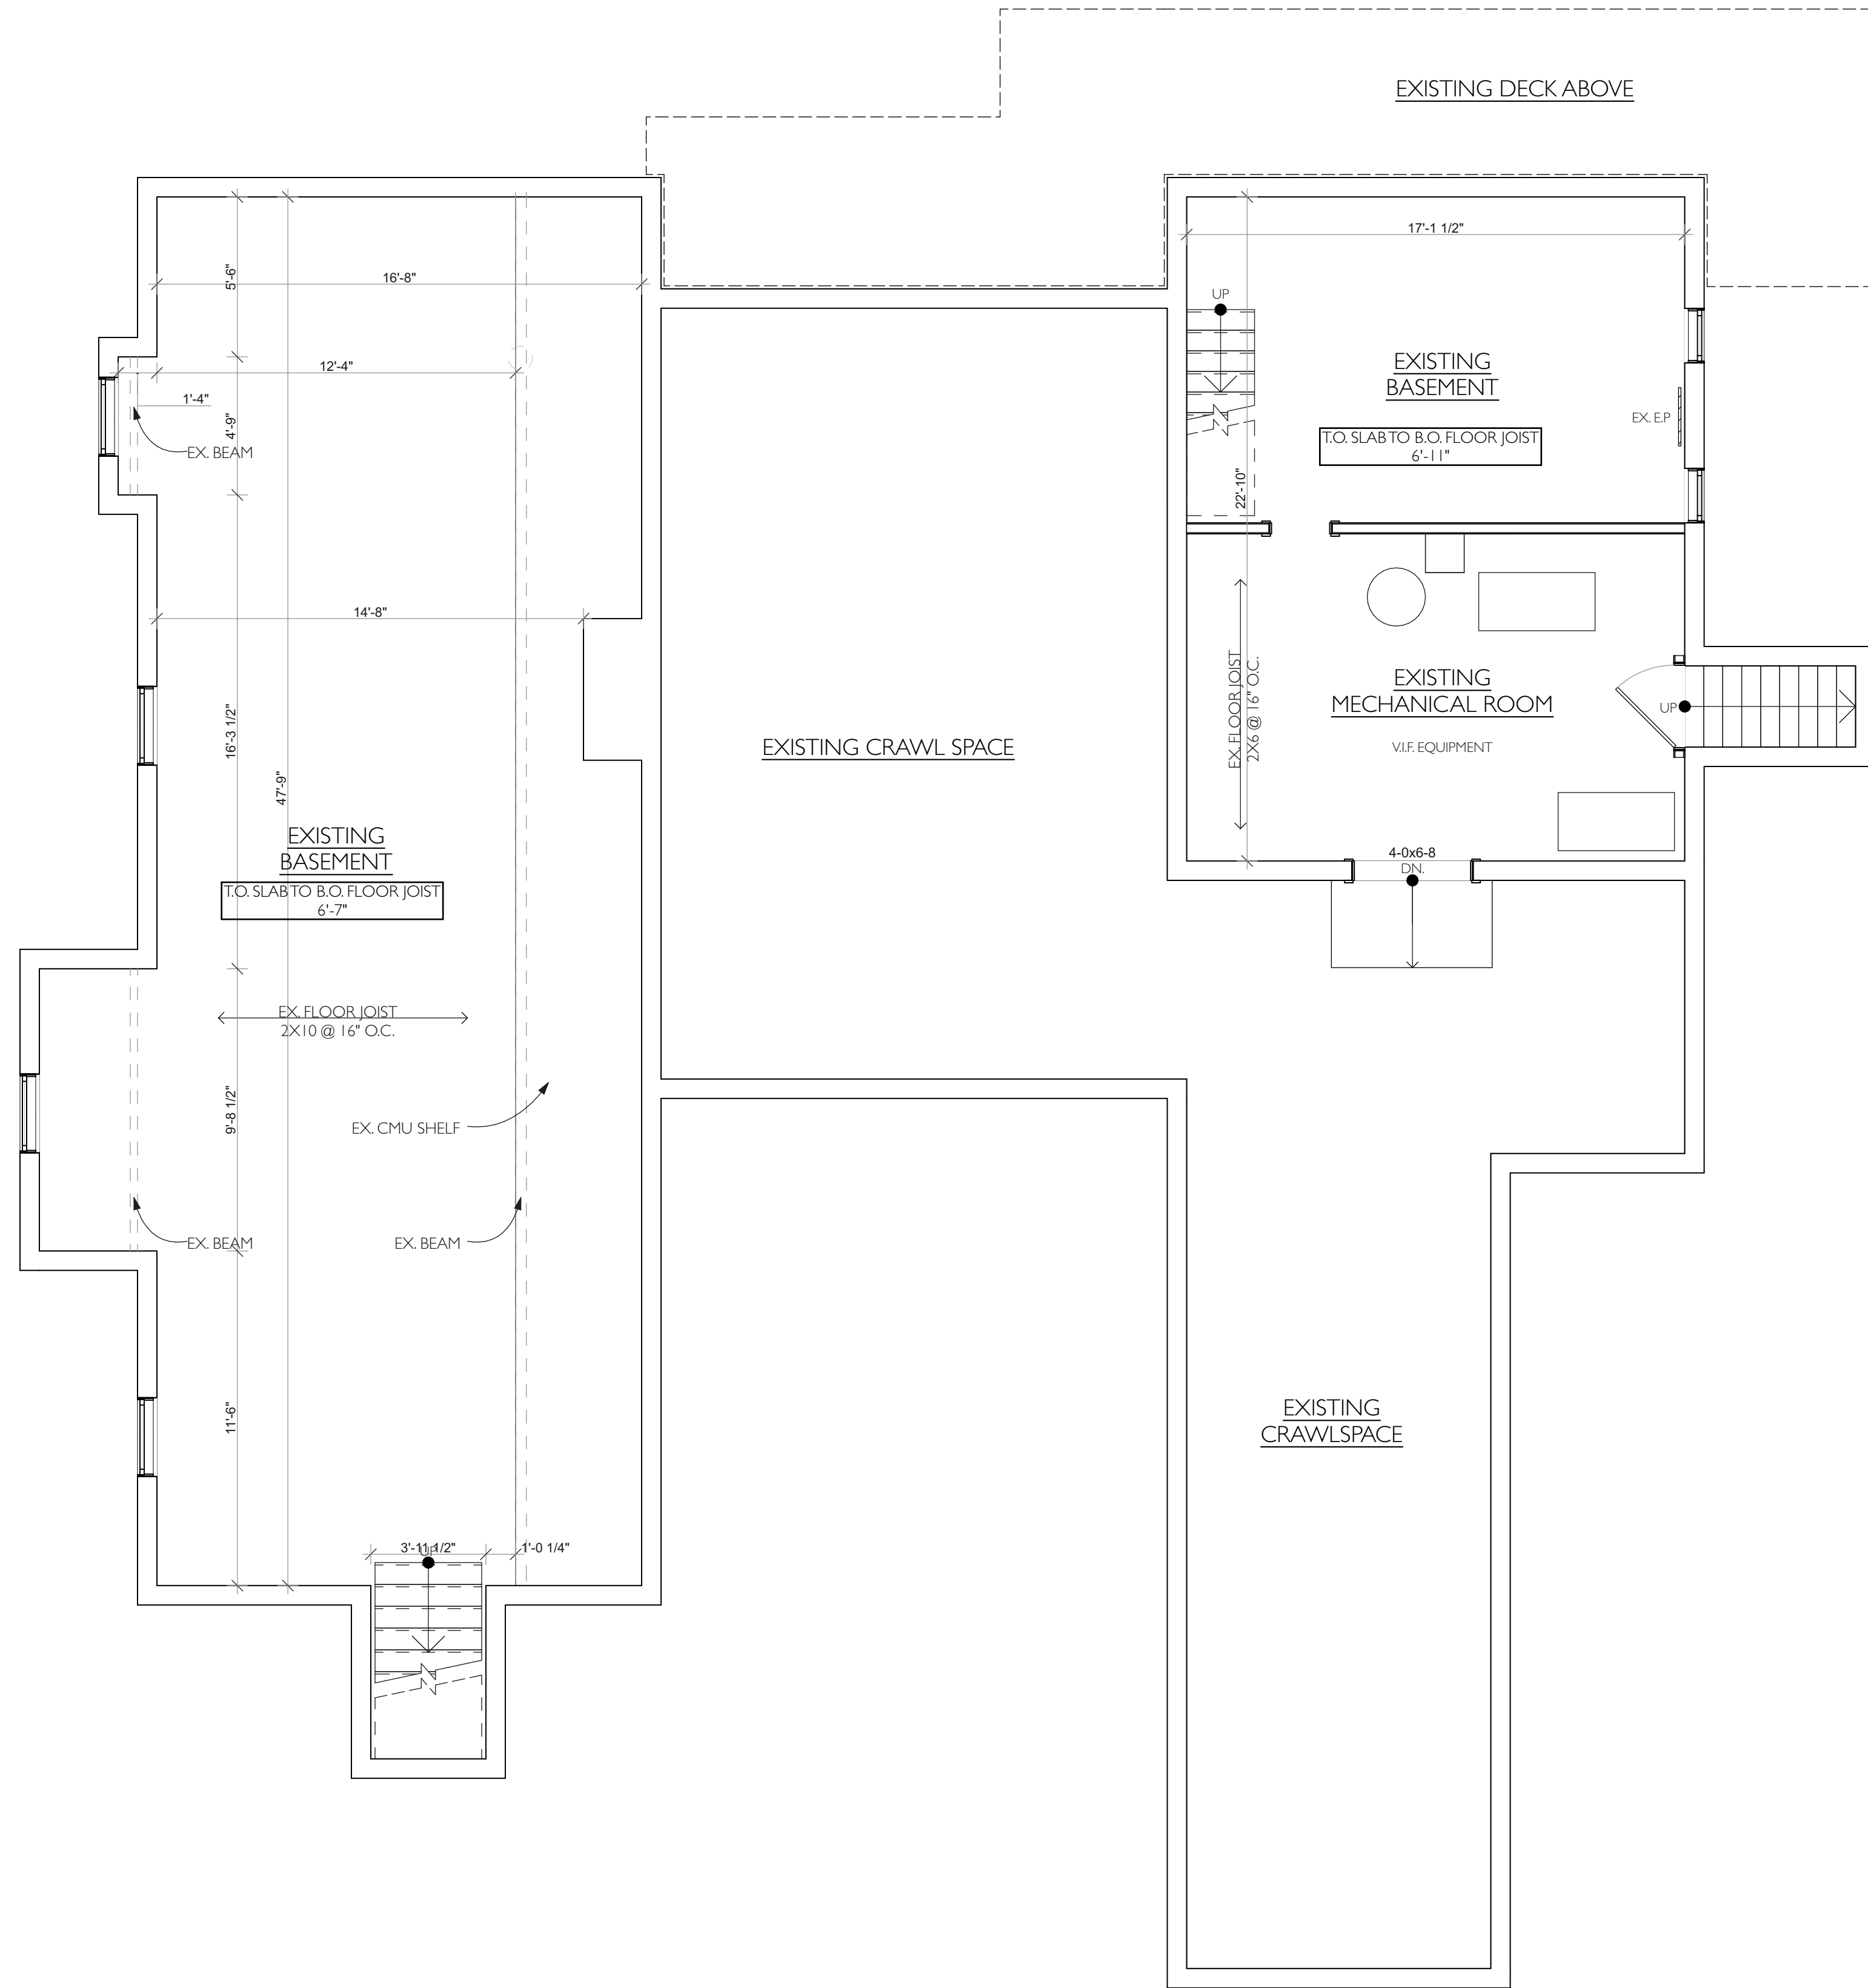 EXISTING DECK ABOVE
17'-1 1/2"
5'-6"
16'-8"
UP
12'-4"
1'-4"
4'-9"
EX. BEAM
EXISTING
BASEMENT
EX. E.P
T.O. SLAB TO B.O. FLOOR JOIST
6'-11"
22'-10"
14'-8"
EX. FLOOR JOIST
2X6 @ 16" O.C.
EXISTING
MECHANICAL ROOM
UP
V.I.F. EQUIPMENT
16'-3 1/2"
EXISTING CRAWL SPACE
47'-9"
EXISTING
BASEMENT
T.O. SLAB TO B.O. FLOOR JOIST
6'-7"
4-0x6-8
DN.
EX. FLOOR JOIST
2X10 @ 16" O.C.
9'-8 1/2"
EX. CMU SHELF
EX. BEAM
EX. BEAM
11'-6"
EXISTING
CRAWLSPACE
3'-11 1/2"
UP
1'-0 1/4"